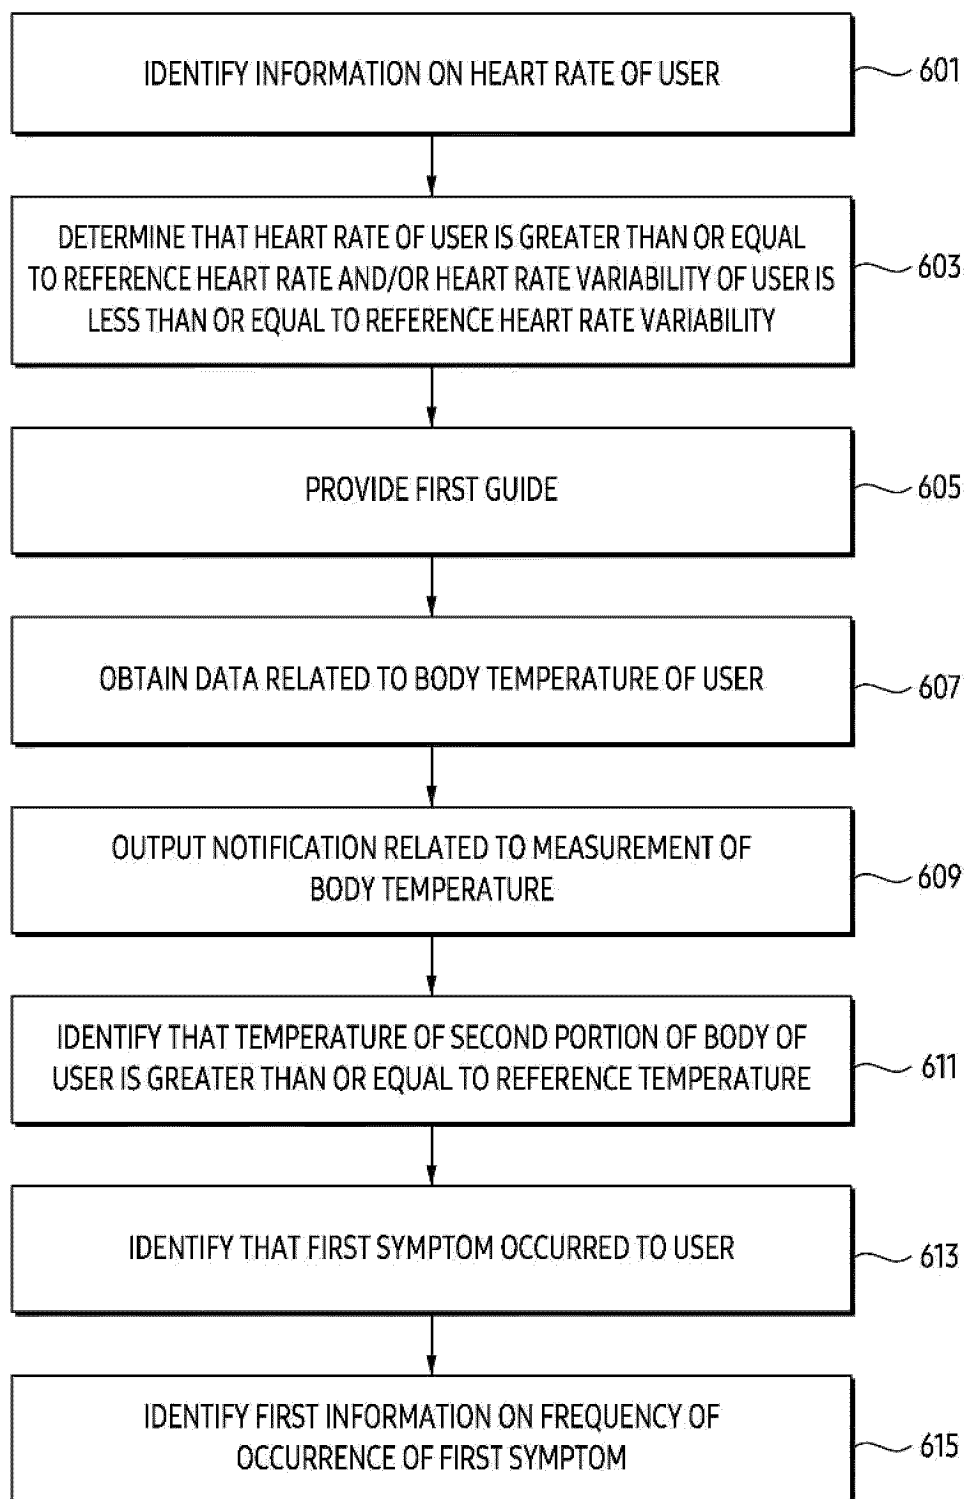 IDENTIFY INFORMATION ON HEART RATE OF USER
601
DETERMINE THAT HEART RATE OF USER IS GREATER THAN OR EQUAL
TO REFERENCE HEART RATE AND/OR HEART RATE VARIABILITY OF USER IS
LESS THAN OR EQUAL TO REFERENCE HEART RATE VARIABILITY
603
PROVIDE FIRST GUIDE
605
OBTAIN DATA RELATED TO BODY TEMPERATURE OF USER
607
OUTPUT NOTIFICATION RELATED TO MEASUREMENT OF
BODY TEMPERATURE
609
IDENTIFY THAT TEMPERATURE OF SECOND PORTION OF BODY OF
USER IS GREATER THAN OR EQUAL TO REFERENCE TEMPERATURE
611
IDENTIFY THAT FIRST SYMPTOM OCCURRED TO USER
613
IDENTIFY FIRST INFORMATION ON FREQUENCY OF
OCCURRENCE OF FIRST SYMPTOM
615